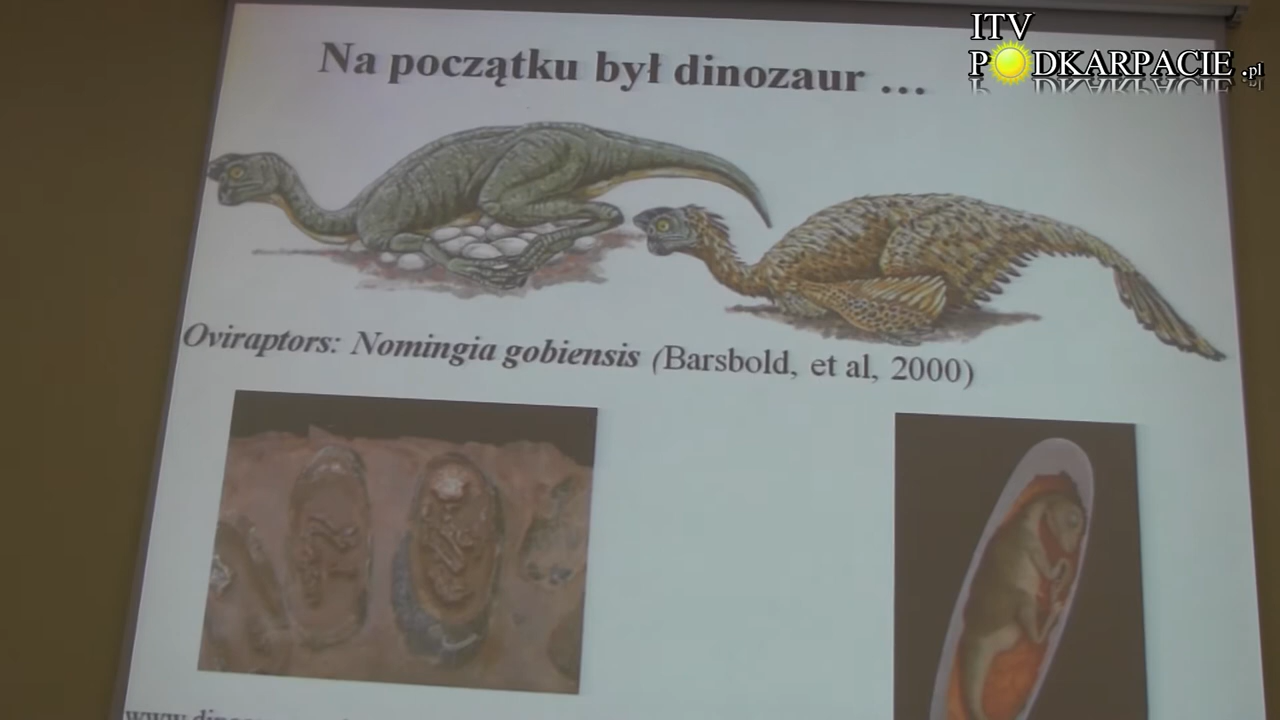 ITV
PODKARPACIE.pl
Na początku był dinozaur ...
Oviraptors: Nomingia gobiensis (Barsbold, et al, 2000)